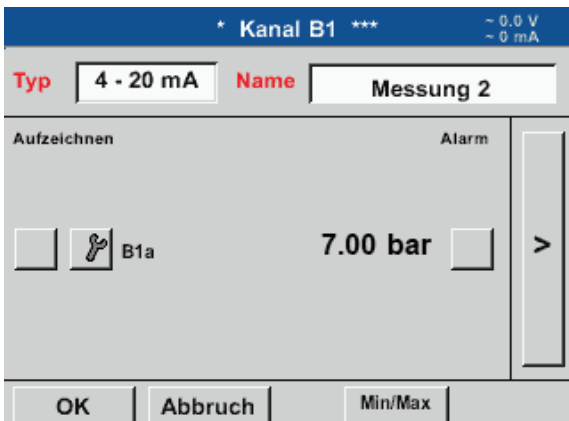 * Kanal B1 ***
~ 0.0 V
~ 0 mA
Typ 4 - 20 mA Name Messung 2
Aufzeichnen Alarm
B1a 7.00 bar >
OK Abbruch Min/Max